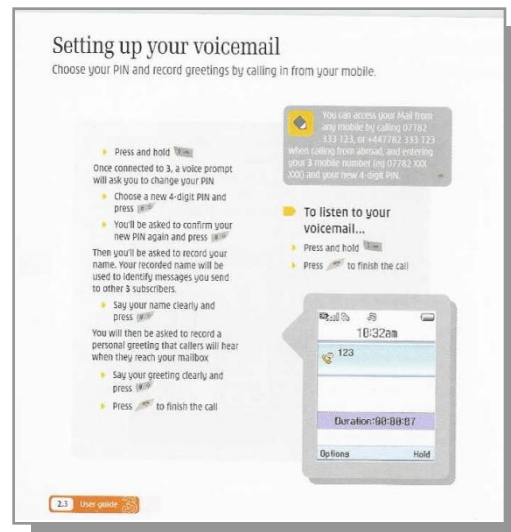 Setting up your voicemail
Choose your PIN and record greetings by calling in from your mobile.
Press and hold
Once connected to 3, a voice prompt
will ask you to change your PIN
Choose a new 4-digit PIN and
press
You'll be asked to confirm your
new PIN again and press
Then you'll be asked to record your
name. Your recorded name will be
used to identify messages you send
to other 3 subscribers.
Say your name clearly and
press
You will then be asked to record a
personal greeting that callers will hear
when they reach your mailbox
Say your greeting clearly and
press
Press to finish the call
You can access your Mail from
any mobile by calling 07782
333 123, or +447782 333 123
when calling from abroad, and entering
your 3 mobile number (eg 07782 XXX
XXX) and your new 4-digit PIN.
To listen to your
voicemail...
Press and hold
Press to finish the call
10:32am
123
Duration:00:00:07
Options Hold
2.3 User guide